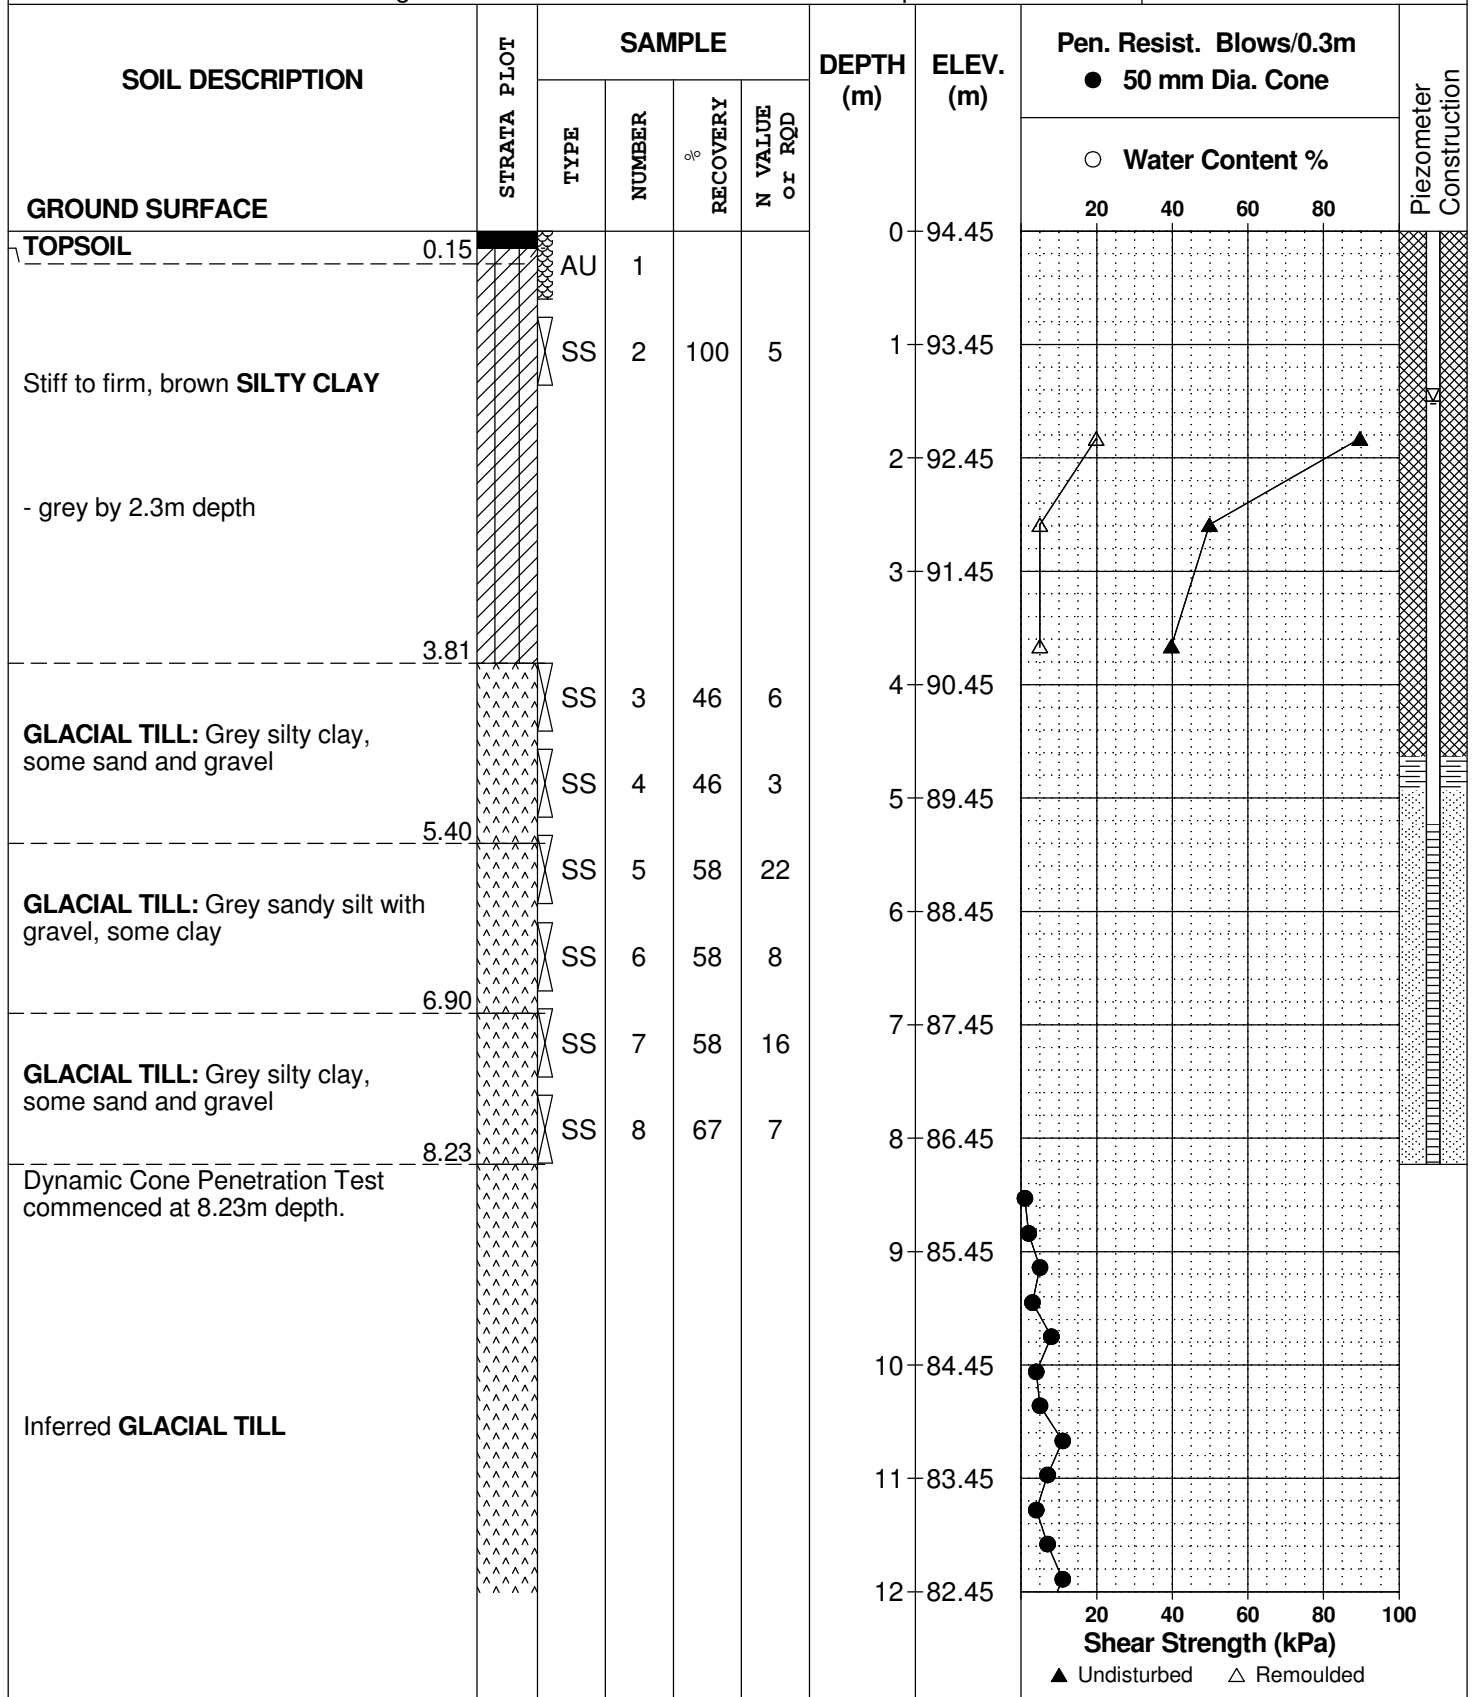 SOIL DESCRIPTION
GROUND SURFACE
STRATA PLOT
SAMPLE
TYPE
NUMBER
% RECOVERY
N VALUE or RQD
DEPTH (m)
ELEV. (m)
Pen. Resist. Blows/0.3m
● 50 mm Dia. Cone
○ Water Content %
20 40 60 80
Piezometer Construction
TOPSOIL 0.15
AU 1
0 94.45
SS 2 100 5
1 93.45
Stiff to firm, brown SILTY CLAY
2 92.45
- grey by 2.3m depth
3 91.45
3.81
SS 3 46 6
4 90.45
GLACIAL TILL: Grey silty clay,
some sand and gravel
SS 4 46 3
5 89.45
5.40
SS 5 58 22
GLACIAL TILL: Grey sandy silt with
gravel, some clay
6 88.45
SS 6 58 8
6.90
7 87.45
SS 7 58 16
GLACIAL TILL: Grey silty clay,
some sand and gravel
SS 8 67 7
8 86.45
8.23
Dynamic Cone Penetration Test
commenced at 8.23m depth.
9 85.45
10 84.45
Inferred GLACIAL TILL
11 83.45
12 82.45
20 40 60 80 100
Shear Strength (kPa)
▲ Undisturbed △ Remoulded